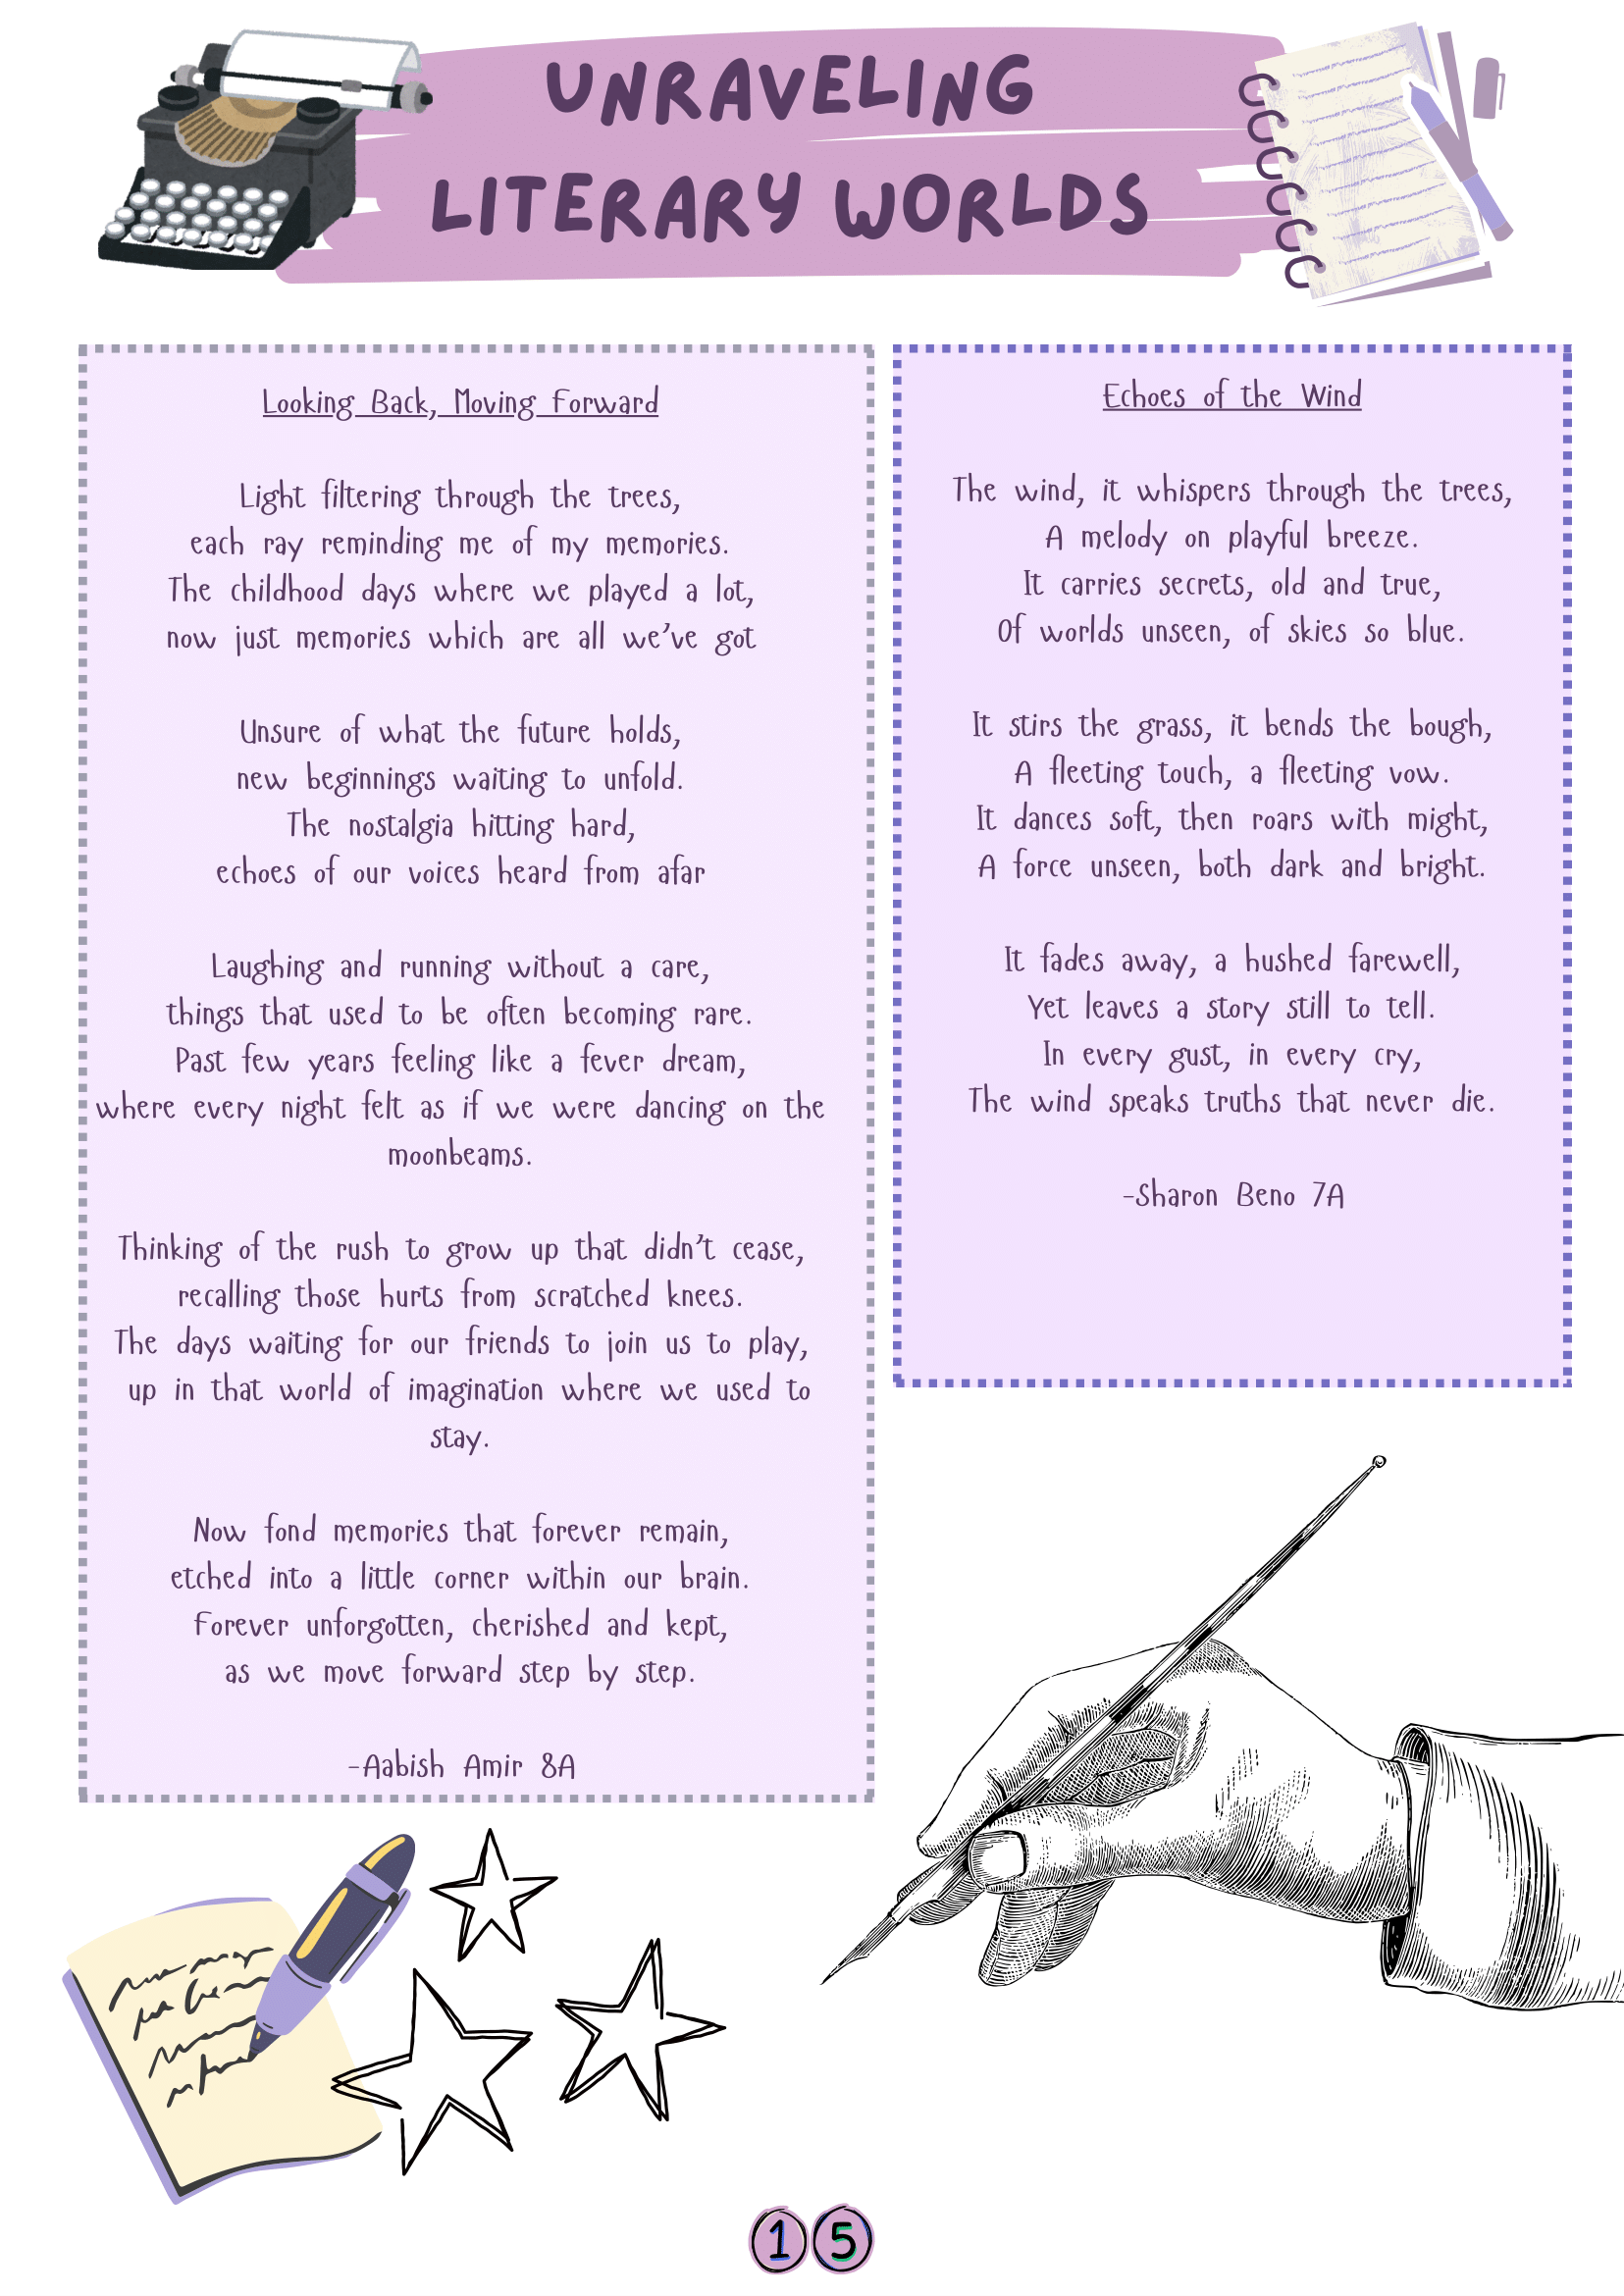 UNRAVELING
LITERARY WORLDS
Looking Back, Moving Forward
Light filtering through the trees,
each ray reminding me of my memories.
The childhood days where we played a lot,
now just memories which are all we've got
Unsure of what the future holds,
new beginnings waiting to unfold.
The nostalgia hitting hard,
echoes of our voices heard from afar
Laughing and running without a care,
things that used to be often becoming rare.
Past few years feeling like a fever dream,
where every night felt as if we were dancing on the
moonbeams.
Thinking of the rush to grow up that didn't cease,
recalling those hurts from scratched knees.
The days waiting for our friends to join us to play,
up in that world of imagination where we used to
stay.
Now fond memories that forever remain,
etched into a little corner within our brain.
Forever unforgotten, cherished and kept,
as we move forward step by step.
-Aabish Amir 8A
Echoes of the Wind
The wind, it whispers through the trees,
A melody on playful breeze.
It carries secrets, old and true,
Of worlds unseen, of skies so blue.
It stirs the grass, it bends the bough,
A fleeting touch, a fleeting vow.
It dances soft, then roars with might,
A force unseen, both dark and bright.
It fades away, a hushed farewell,
Yet leaves a story still to tell.
In every gust, in every cry,
The wind speaks truths that never die.
-Sharon Beno 7A
15